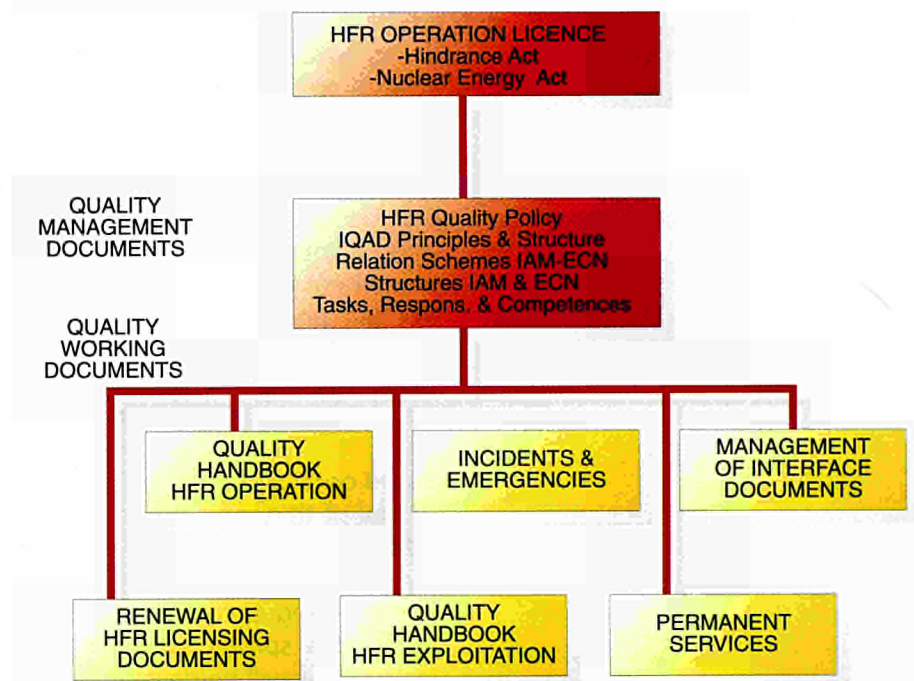 HFR OPERATION LICENCE
-Hindrance Act
-Nuclear Energy Act
QUALITY
MANAGEMENT
DOCUMENTS
HFR Quality Policy
IQAD Principles & Structure
Relation Schemes IAM-ECN
Structures IAM & ECN
Tasks, Respons. & Competences
QUALITY
WORKING
DOCUMENTS
QUALITY
HANDBOOK
HFR OPERATION
INCIDENTS &
EMERGENCIES
MANAGEMENT
OF INTERFACE
DOCUMENTS
RENEWAL OF
HFR LICENSING
DOCUMENTS
QUALITY
HANDBOOK
HFR EXPLOITATION
PERMANENT
SERVICES